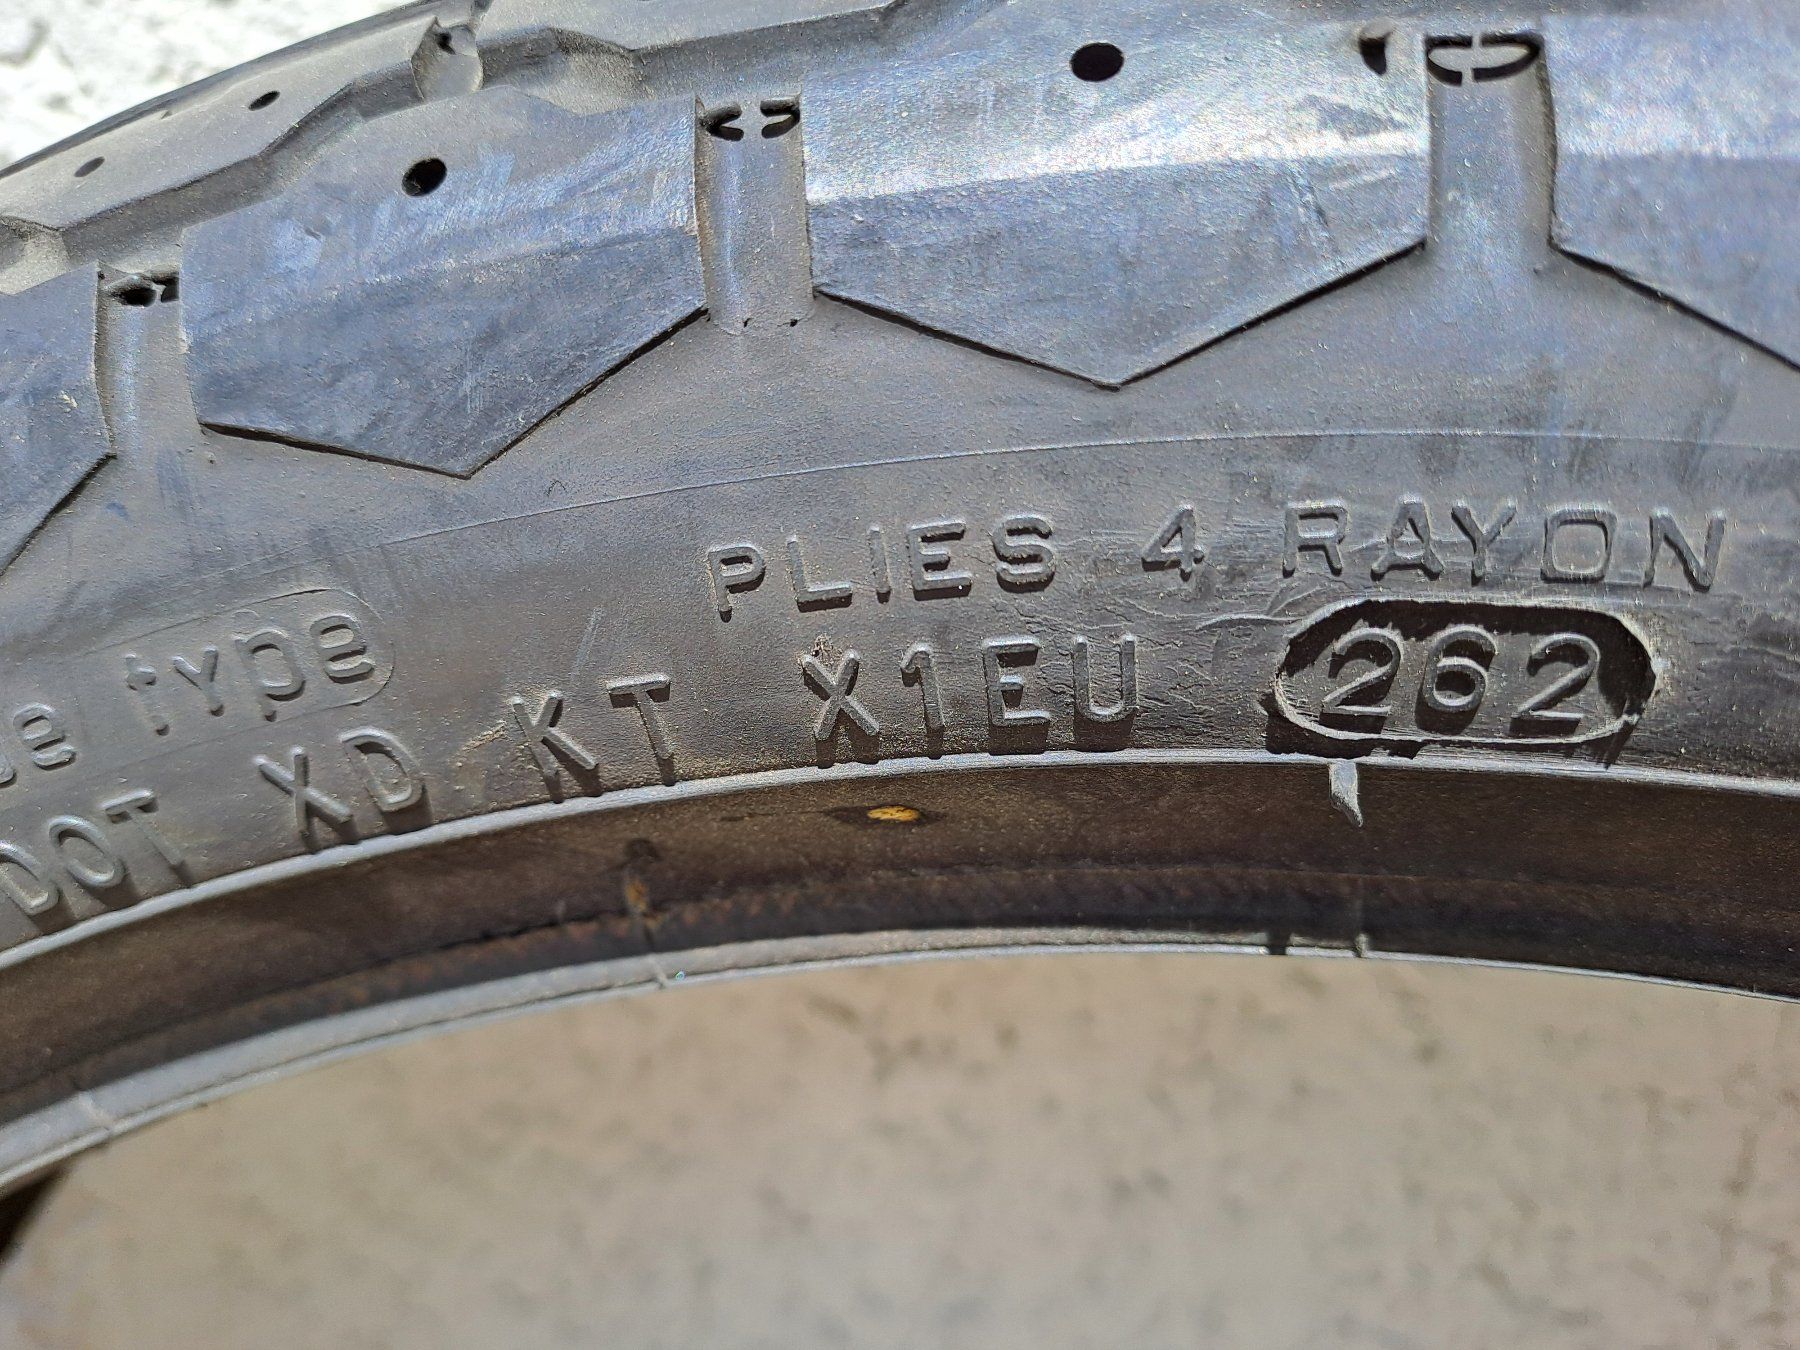 PLIES 4 RAYON
type
DOT XD KT X1EU 262